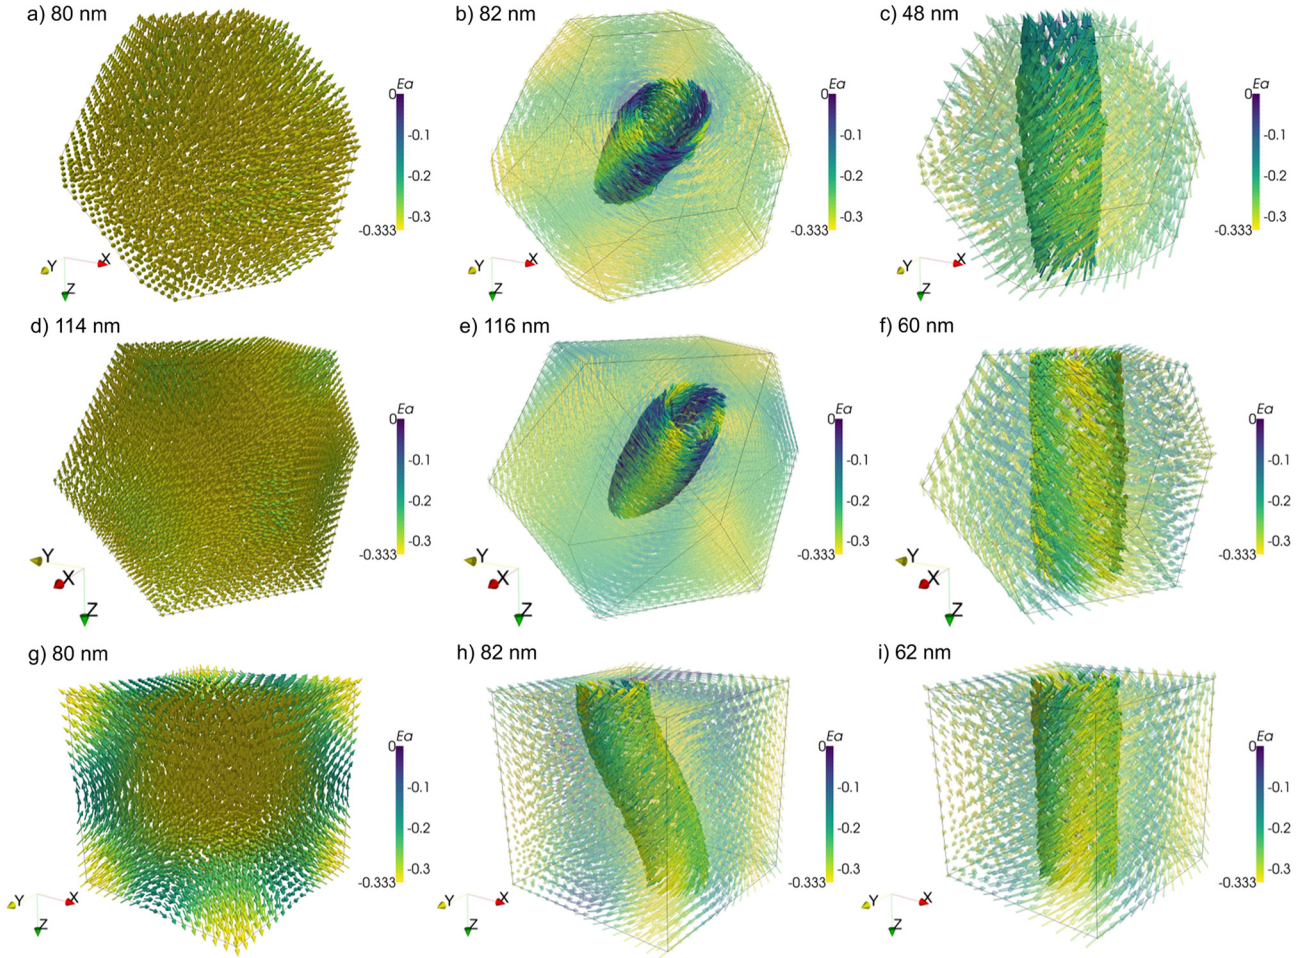 a) 80 nm
Ea
0
-0.1
-0.2
-0.3
-0.333
Y
X
Z
b) 82 nm
Ea
0
-0.1
-0.2
-0.3
-0.333
Y
X
Z
c) 48 nm
Ea
0
-0.1
-0.2
-0.3
-0.333
Y
X
Z
d) 114 nm
Ea
0
-0.1
-0.2
-0.3
-0.333
Y
X
Z
e) 116 nm
Ea
0
-0.1
-0.2
-0.3
-0.333
Y
X
Z
f) 60 nm
Ea
0
-0.1
-0.2
-0.3
-0.333
Y
X
Z
g) 80 nm
Ea
0
-0.1
-0.2
-0.3
-0.333
Y
X
Z
h) 82 nm
Ea
0
-0.1
-0.2
-0.3
-0.333
Y
X
Z
i) 62 nm
Ea
0
-0.1
-0.2
-0.3
-0.333
Y
X
Z